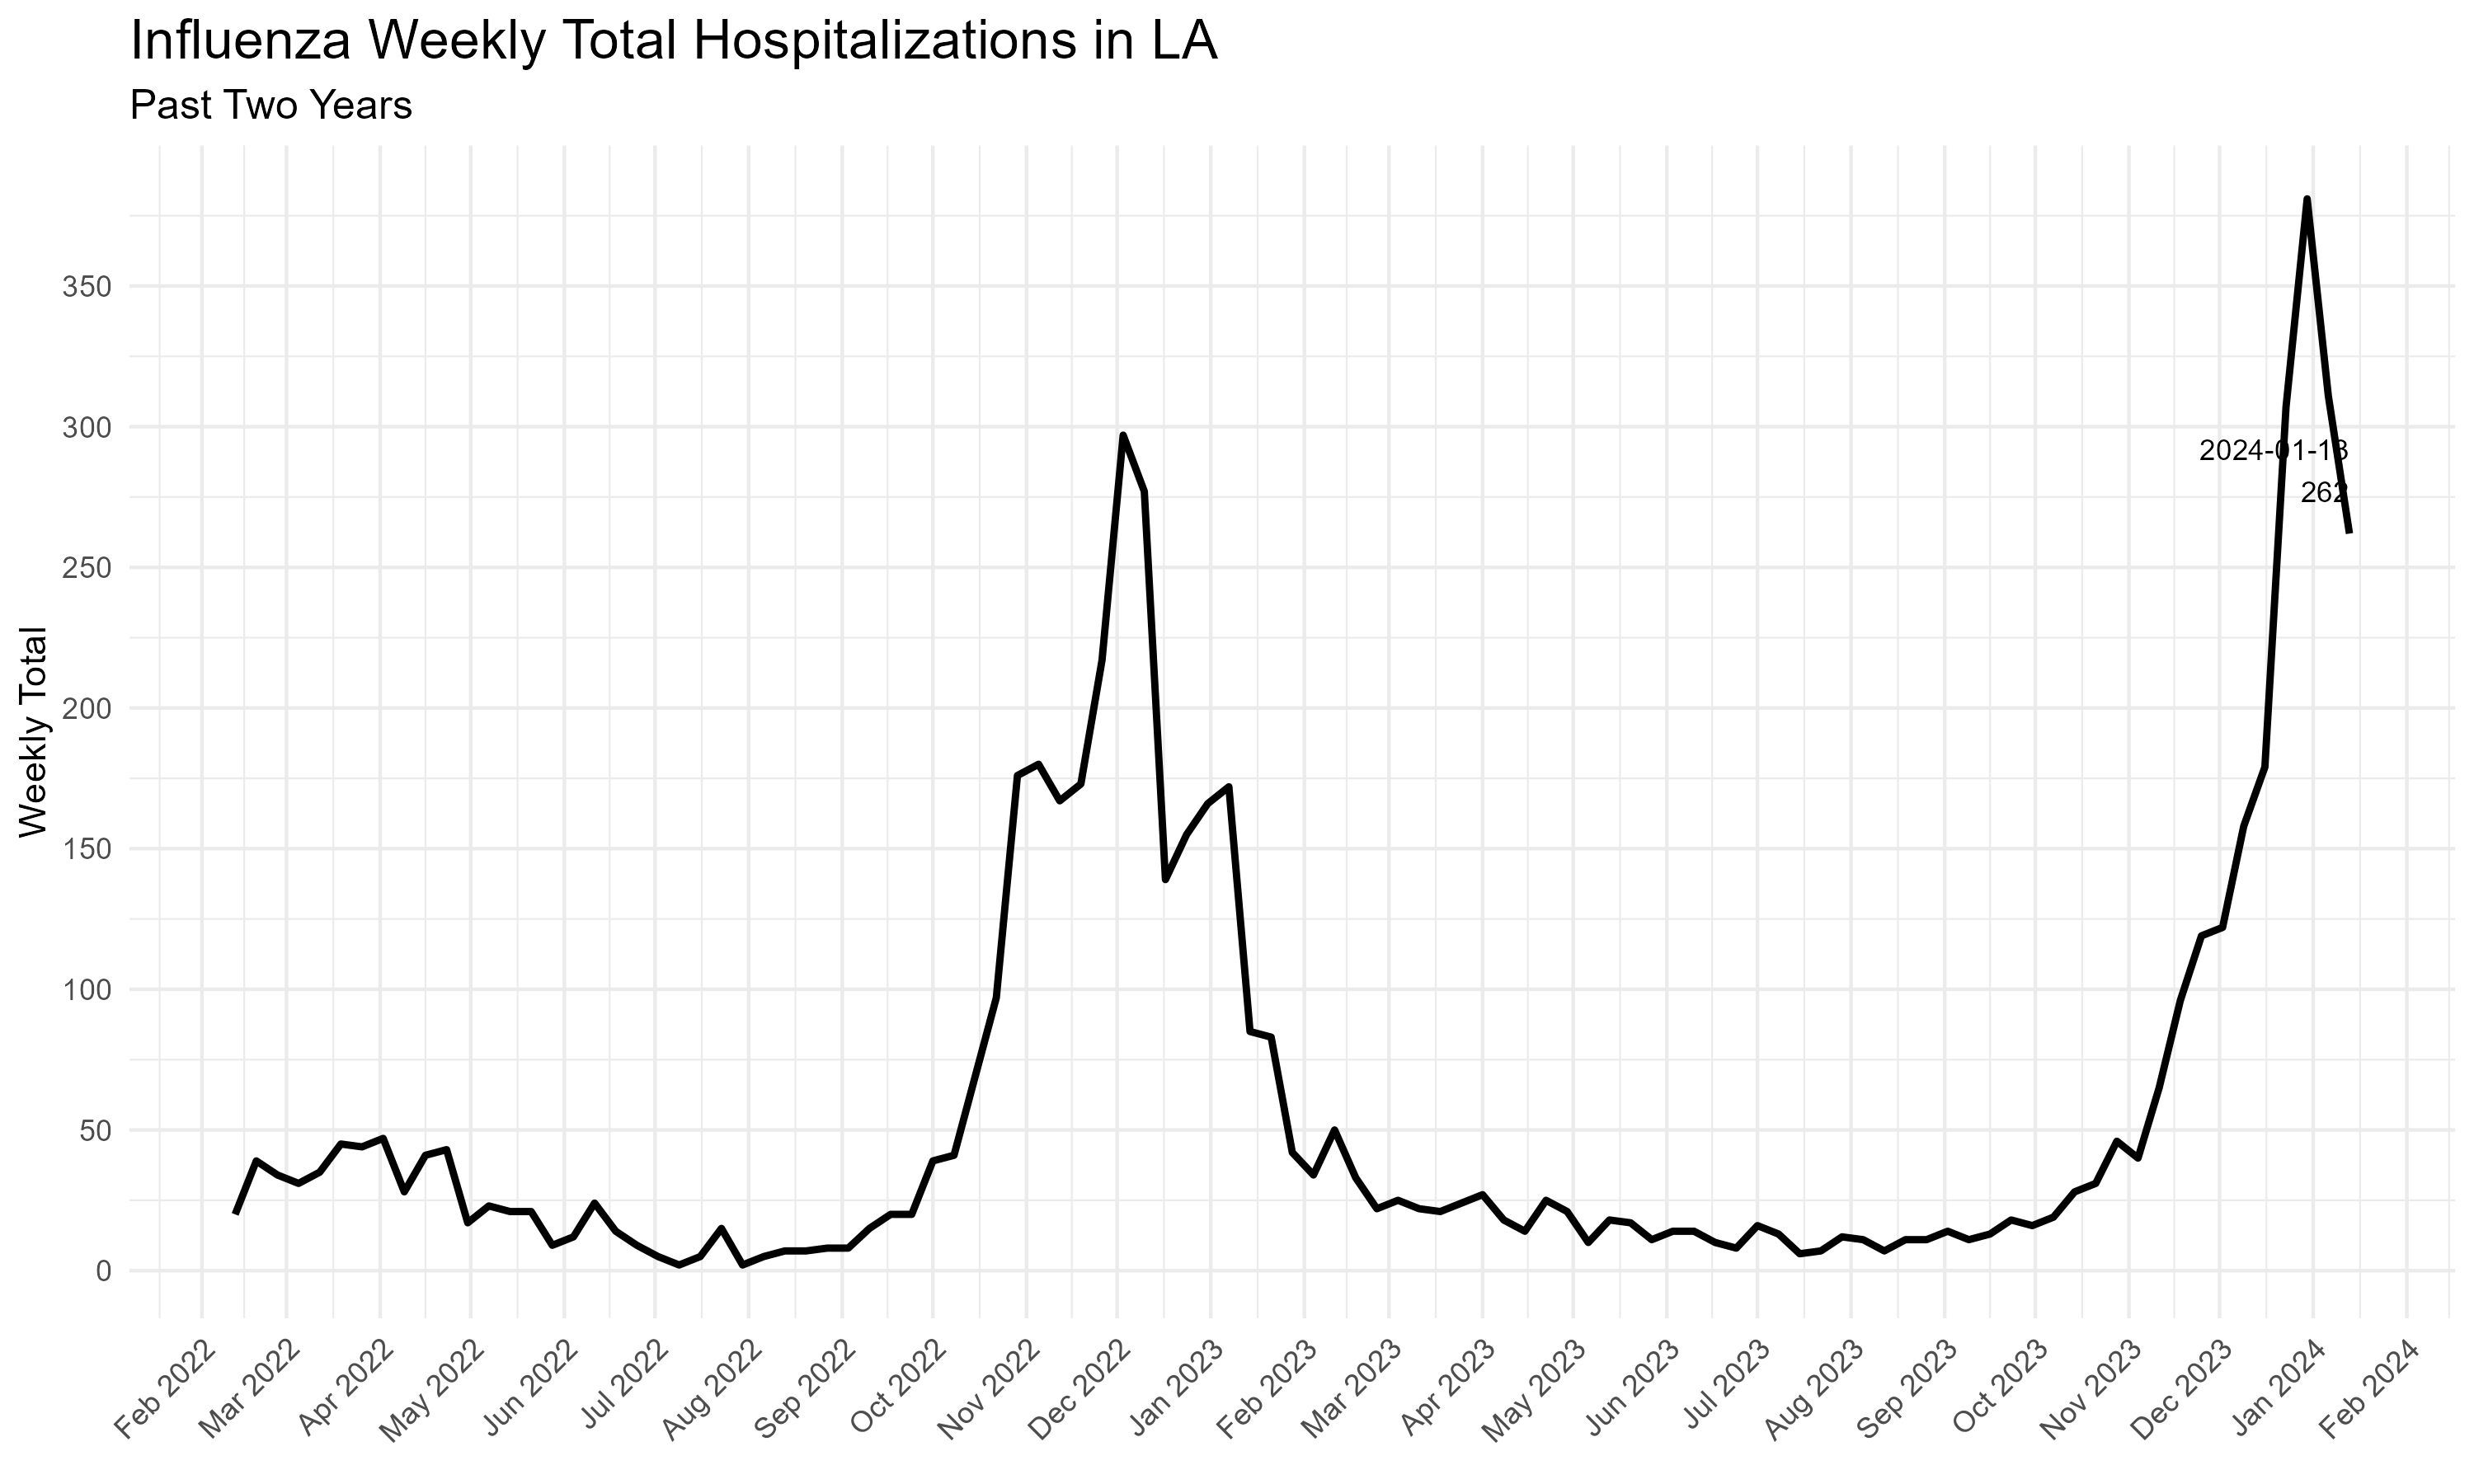 Influenza Weekly Total Hospitalizations in LA
Past Two Years
Weekly Total
350
300
250
200
150
100
50
0
2024-01-13
262
Feb 2022
Mar 2022
Apr 2022
May 2022
Jun 2022
Jul 2022
Aug 2022
Sep 2022
Oct 2022
Nov 2022
Dec 2022
Jan 2023
Feb 2023
Mar 2023
Apr 2023
May 2023
Jun 2023
Jul 2023
Aug 2023
Sep 2023
Oct 2023
Nov 2023
Dec 2023
Jan 2024
Feb 2024